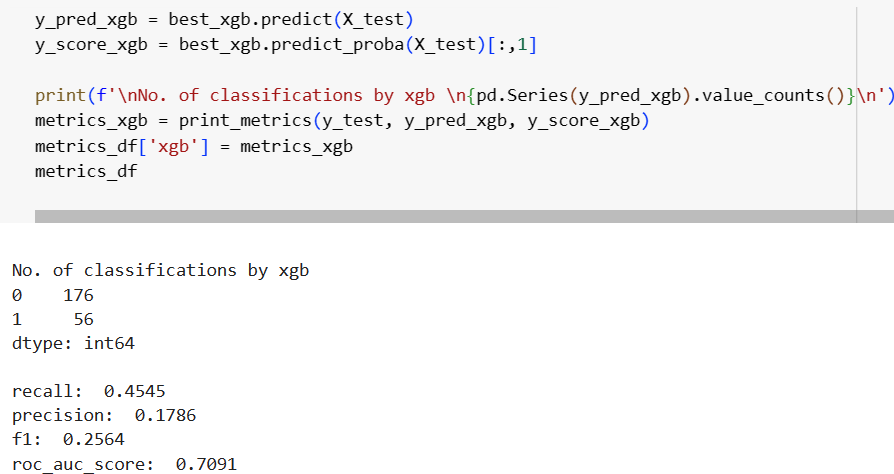 y_pred_xgb = best_xgb.predict(X_test)
y_score_xgb = best_xgb.predict_proba(X_test)[:,1]
print(f'\nNo. of classifications by xgb \n{pd.Series(y_pred_xgb).value_counts()}\n')
metrics_xgb = print_metrics(y_test, y_pred_xgb, y_score_xgb)
metrics_df['xgb'] = metrics_xgb
metrics_df
No. of classifications by xgb
0    176
1     56
dtype: int64
recall:  0.4545
precision:  0.1786
f1:  0.2564
roc_auc_score:  0.7091